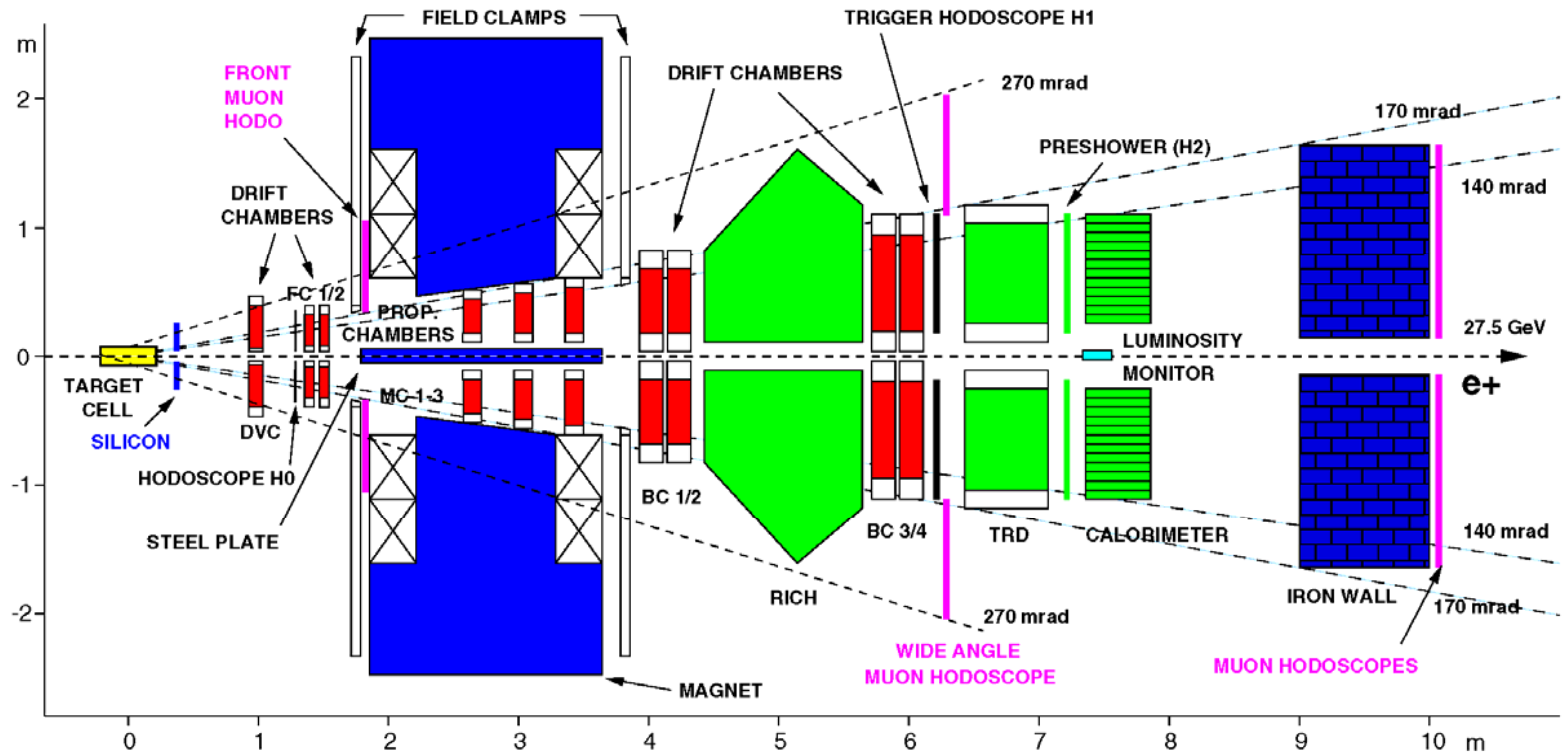 FIELD CLAMPS
TRIGGER HODOSCOPE H1
m
FRONT
MUON
HODO
DRIFT CHAMBERS
270 mrad
2
170 mrad
PRESHOWER (H2)
DRIFT
CHAMBERS
140 mrad
1
FC 1/2
PROP.
CHAMBERS
27.5 GeV
0
LUMINOSITY
MONITOR
e+
TARGET
CELL
MC 1-3
SILICON
DVC
HODOSCOPE H0
-1
BC 1/2
STEEL PLATE
BC 3/4
TRD
CALORIMETER
140 mrad
RICH
IRON WALL
170 mrad
-2
270 mrad
WIDE ANGLE
MUON HODOSCOPE
MUON HODOSCOPES
MAGNET
0 1 2 3 4 5 6 7 8 9 10 m